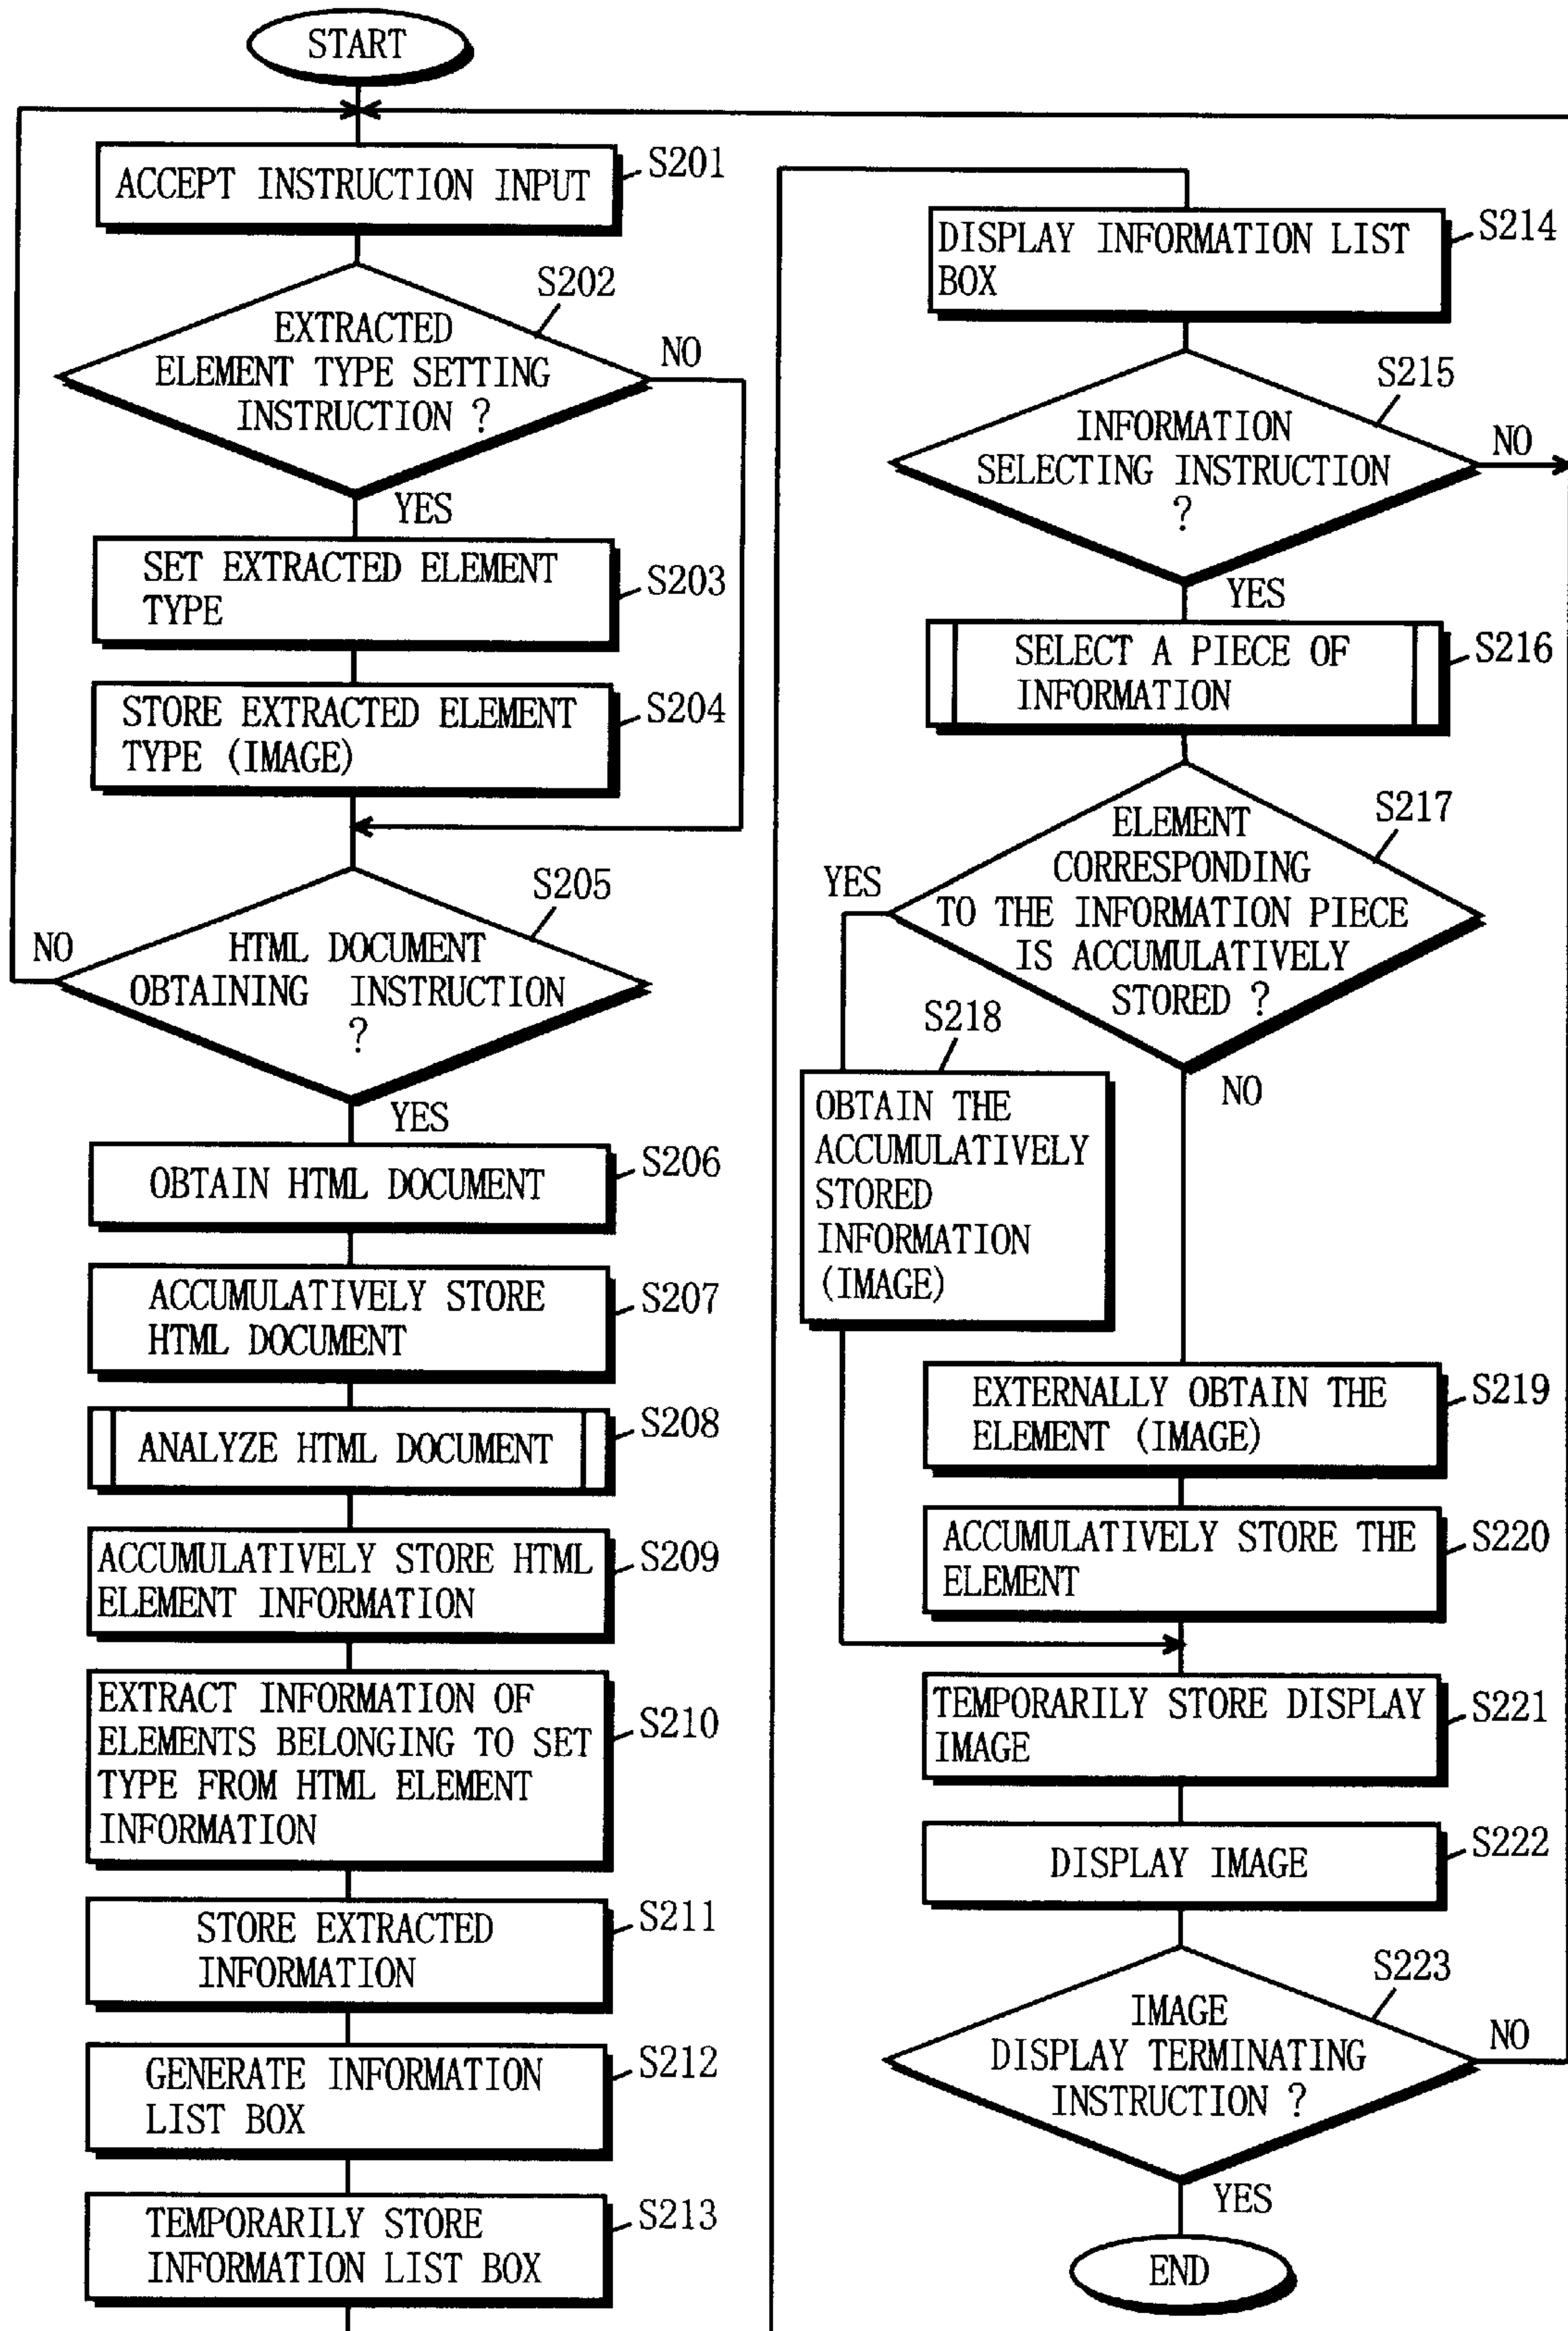 START
ACCEPT INSTRUCTION INPUT
S201
S202
EXTRACTED
ELEMENT TYPE SETTING
INSTRUCTION ?
NO
YES
SET EXTRACTED ELEMENT
TYPE
S203
STORE EXTRACTED ELEMENT
TYPE (IMAGE)
S204
S205
NO
HTML DOCUMENT
OBTAINING INSTRUCTION
?
YES
OBTAIN HTML DOCUMENT
S206
ACCUMULATIVELY STORE
HTML DOCUMENT
S207
ANALYZE HTML DOCUMENT
S208
ACCUMULATIVELY STORE HTML
ELEMENT INFORMATION
S209
EXTRACT INFORMATION OF
ELEMENTS BELONGING TO SET
TYPE FROM HTML ELEMENT
INFORMATION
S210
STORE EXTRACTED
INFORMATION
S211
GENERATE INFORMATION
LIST BOX
S212
TEMPORARILY STORE
INFORMATION LIST BOX
S213
DISPLAY INFORMATION LIST
BOX
S214
S215
INFORMATION
SELECTING INSTRUCTION
?
NO
YES
SELECT A PIECE OF
INFORMATION
S216
S217
ELEMENT
CORRESPONDING
TO THE INFORMATION PIECE
IS ACCUMULATIVELY
STORED ?
YES
NO
S218
OBTAIN THE
ACCUMULATIVELY
STORED
INFORMATION
(IMAGE)
EXTERNALLY OBTAIN THE
ELEMENT (IMAGE)
S219
ACCUMULATIVELY STORE THE
ELEMENT
S220
TEMPORARILY STORE DISPLAY
IMAGE
S221
DISPLAY IMAGE
S222
S223
IMAGE
DISPLAY TERMINATING
INSTRUCTION ?
NO
YES
END